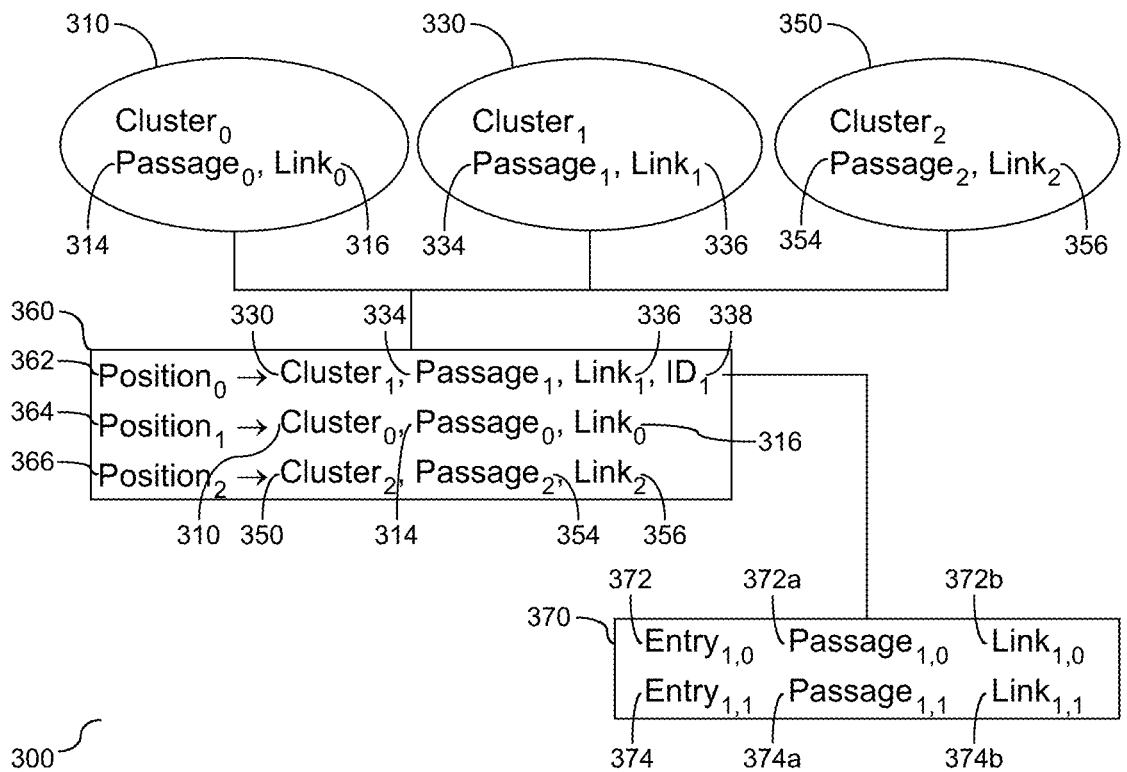 310 330 350
Cluster₀ Cluster₁ Cluster₂
Passage₀, Link₀ Passage₁, Link₁ Passage₂, Link₂
314 316 334 336 354 356
360 330 334 336 338
362 Position₀ → Cluster₁, Passage₁, Link₁, ID₁
364 Position₁ → Cluster₀, Passage₀, Link₀ 316
366 Position₂ → Cluster₂, Passage₂, Link₂
310 350 314 354 356
372 372a 372b
370 Entry₁,₀ Passage₁,₀ Link₁,₀
Entry₁,₁ Passage₁,₁ Link₁,₁
300 374 374a 374b